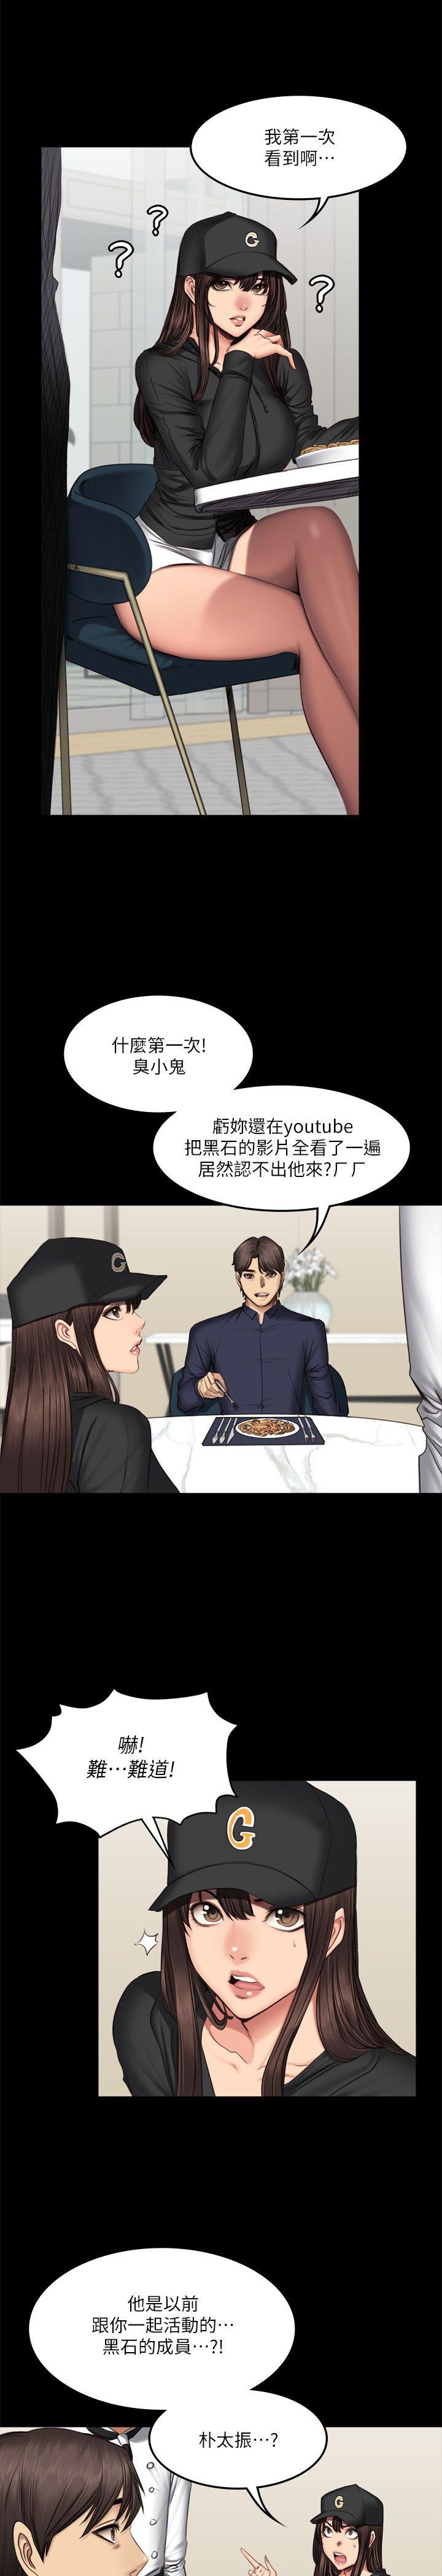 我第一次
看到啊…
?
?
?
G
什麼第一次!
臭小鬼
虧妳還在youtube
把黑石的影片全看了一遍
居然認不出他來?ㄏㄏ
G
嚇!
難…難道!
G
他是以前
跟你一起活動的…
黑石的成員…?!
朴太振…?
G